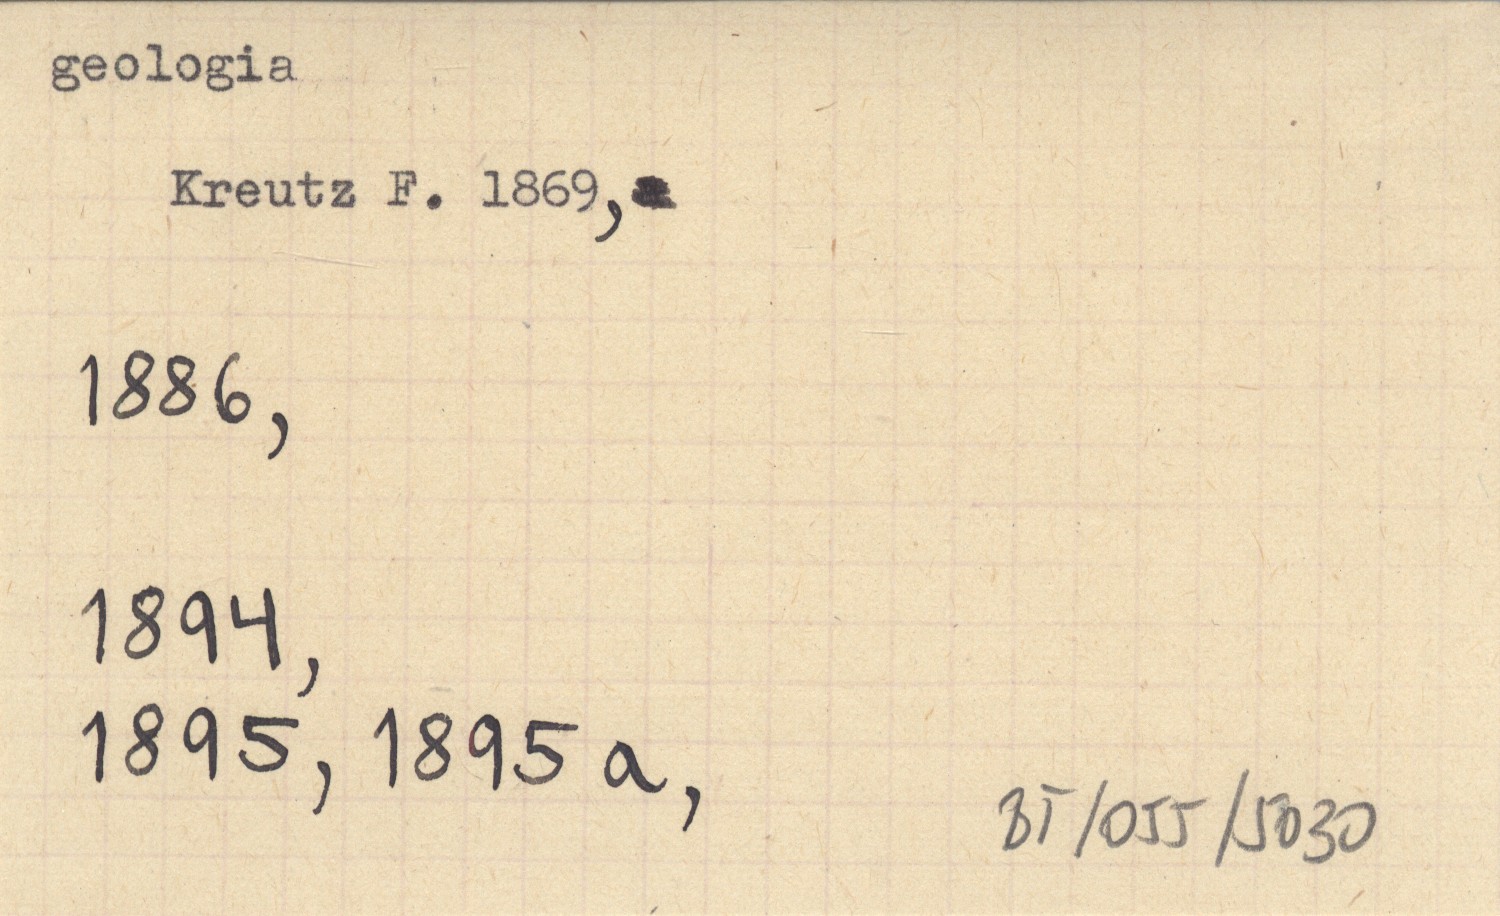 geologia
Kreutz F. 1869,
1886,
1894,
1895, 1895 a,
BT/055/5030